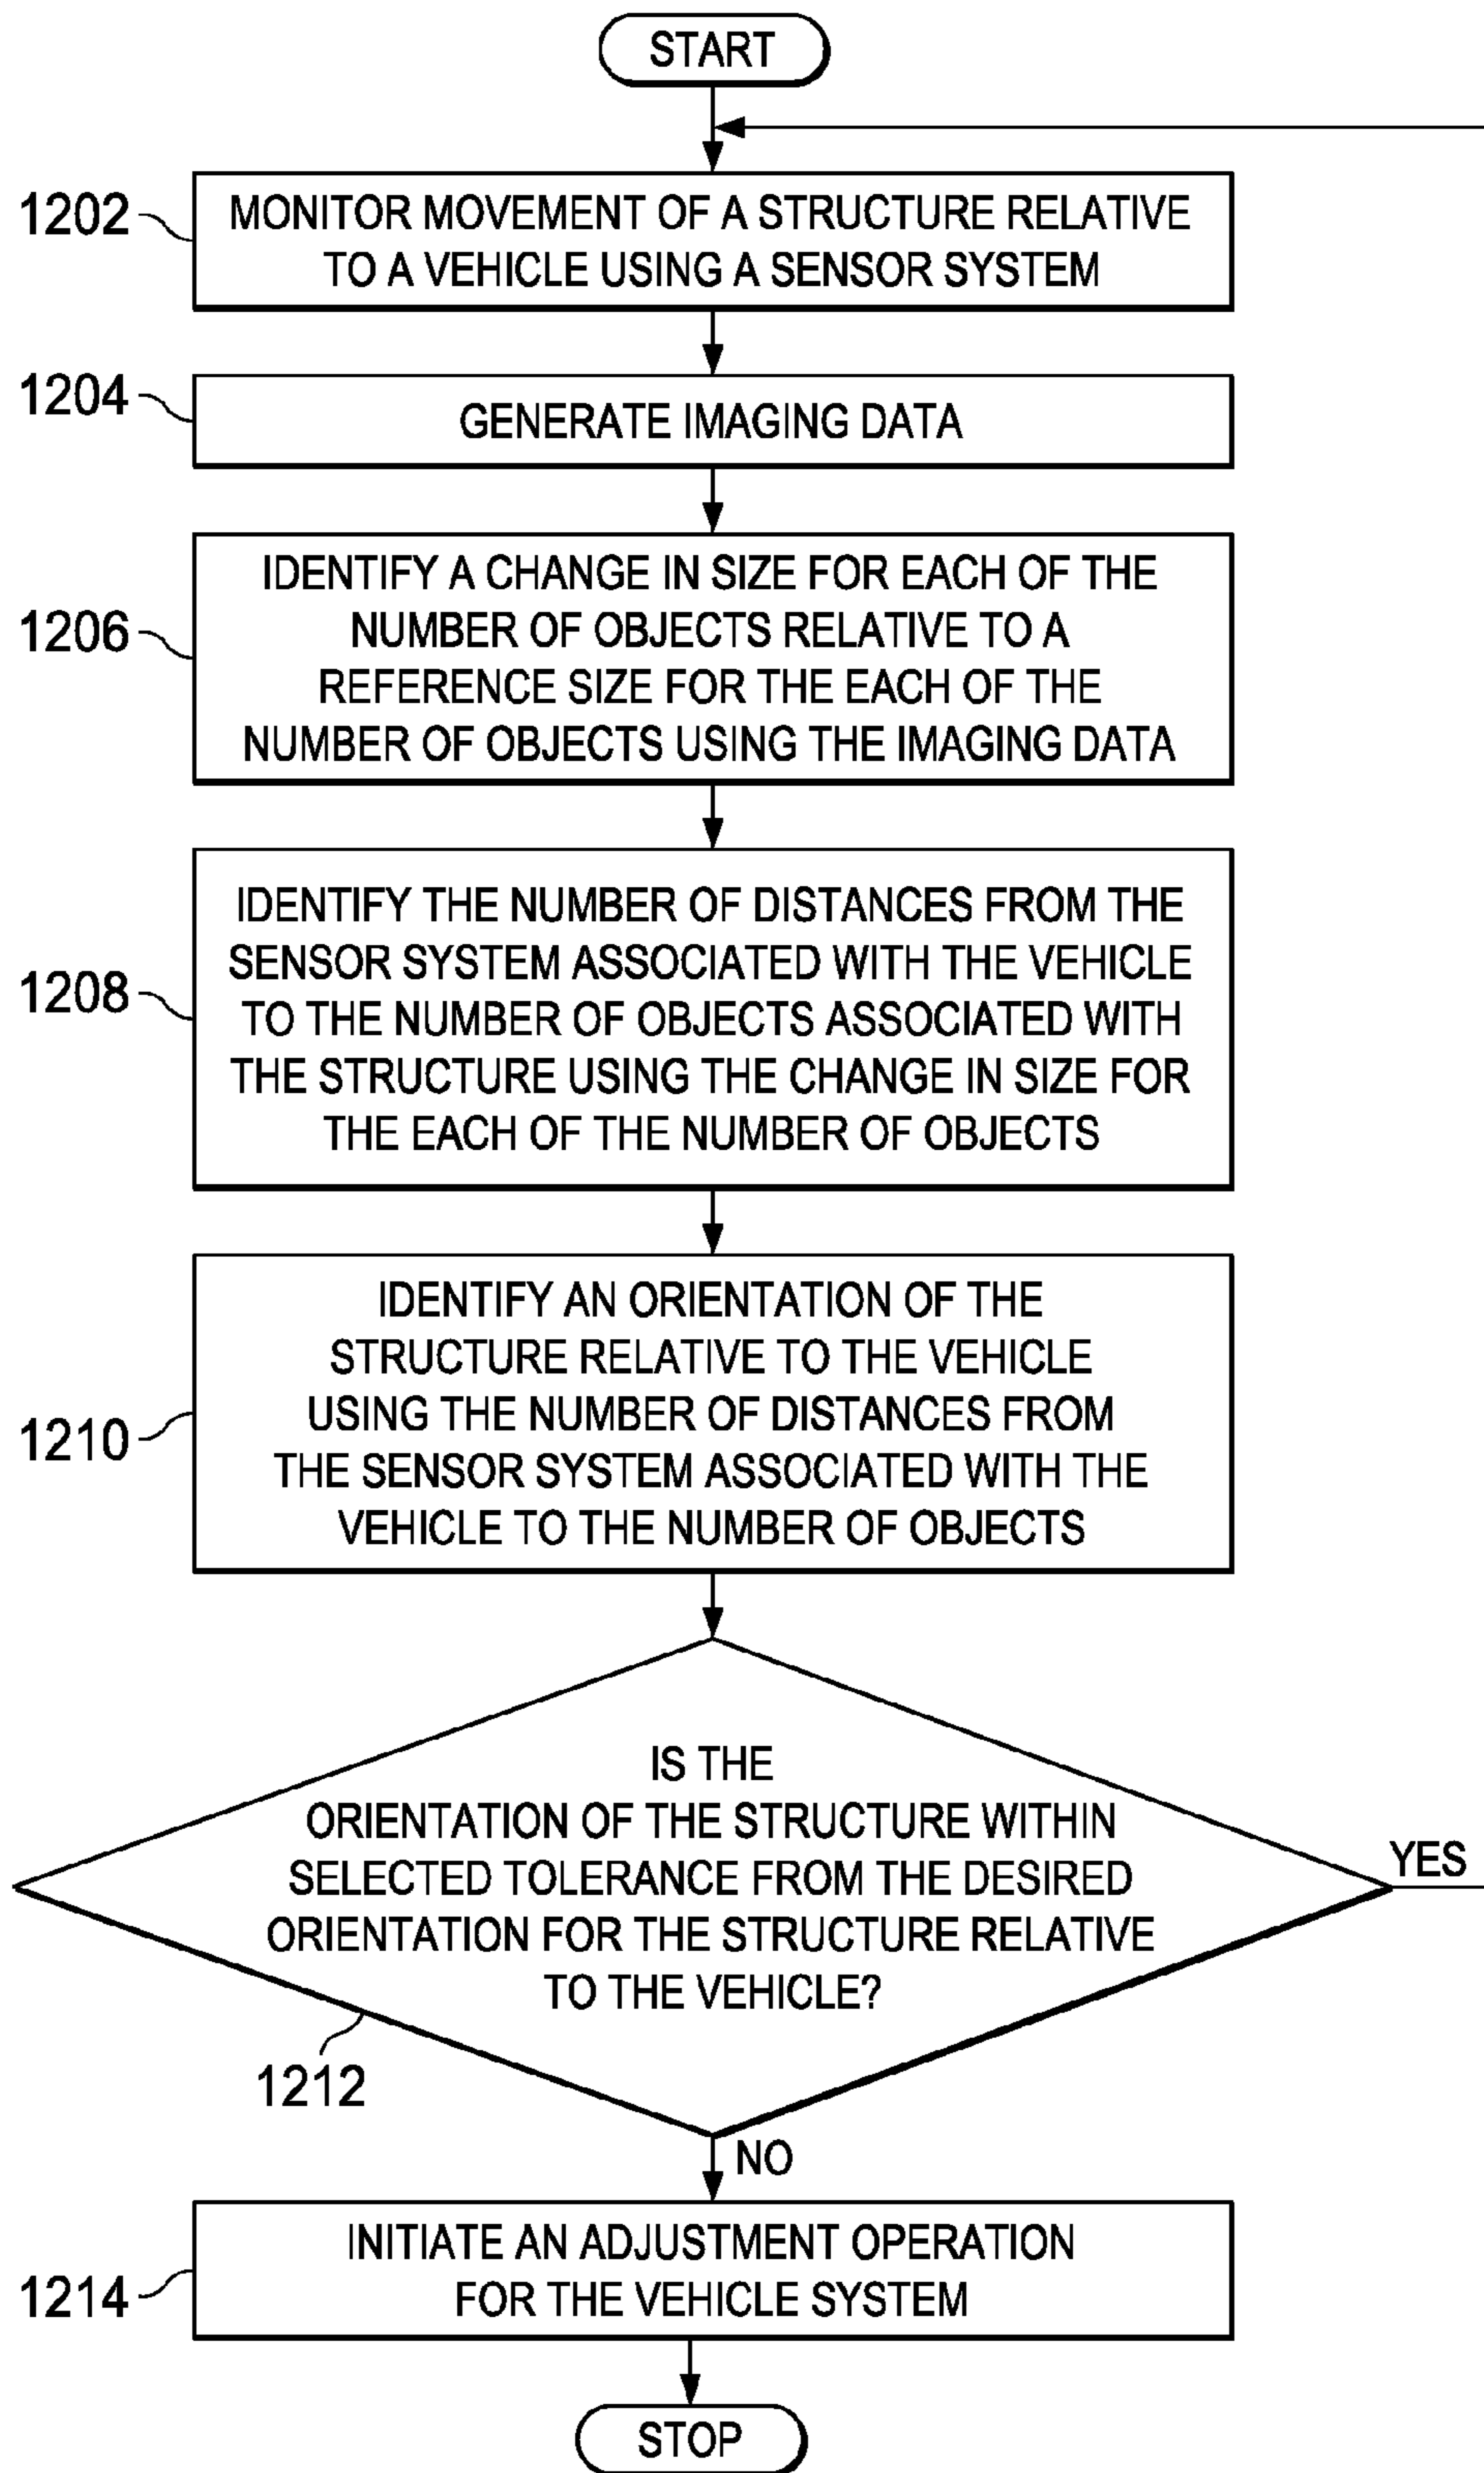 START
1202
MONITOR MOVEMENT OF A STRUCTURE RELATIVE
TO A VEHICLE USING A SENSOR SYSTEM
1204
GENERATE IMAGING DATA
1206
IDENTIFY A CHANGE IN SIZE FOR EACH OF THE
NUMBER OF OBJECTS RELATIVE TO A
REFERENCE SIZE FOR THE EACH OF THE
NUMBER OF OBJECTS USING THE IMAGING DATA
1208
IDENTIFY THE NUMBER OF DISTANCES FROM THE
SENSOR SYSTEM ASSOCIATED WITH THE VEHICLE
TO THE NUMBER OF OBJECTS ASSOCIATED WITH
THE STRUCTURE USING THE CHANGE IN SIZE FOR
THE EACH OF THE NUMBER OF OBJECTS
1210
IDENTIFY AN ORIENTATION OF THE
STRUCTURE RELATIVE TO THE VEHICLE
USING THE NUMBER OF DISTANCES FROM
THE SENSOR SYSTEM ASSOCIATED WITH THE
VEHICLE TO THE NUMBER OF OBJECTS
IS THE
ORIENTATION OF THE STRUCTURE WITHIN
SELECTED TOLERANCE FROM THE DESIRED
ORIENTATION FOR THE STRUCTURE RELATIVE
TO THE VEHICLE?
YES
1212
NO
1214
INITIATE AN ADJUSTMENT OPERATION
FOR THE VEHICLE SYSTEM
STOP